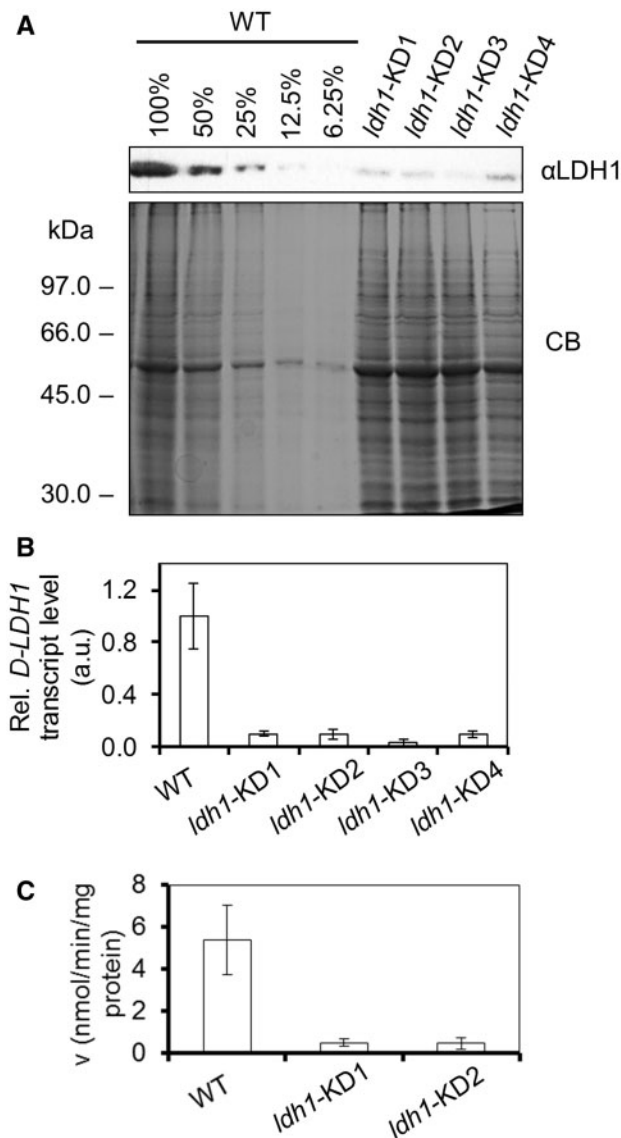 A
WT
100% 50% 25% 12.5% 6.25% ldh1-KD1 ldh1-KD2 ldh1-KD3 ldh1-KD4
αLDH1
kDa
97.0 –
66.0 –
CB
45.0 –
30.0 –
B
Rel. D-LDH1
transcript level
(a.u.)
1.2
0.8
0.4
0.0
WT ldh1-KD1 ldh1-KD2 ldh1-KD3 ldh1-KD4
C
v (nmol/min/mg
protein)
8
6
4
2
0
WT ldh1-KD1 ldh1-KD2